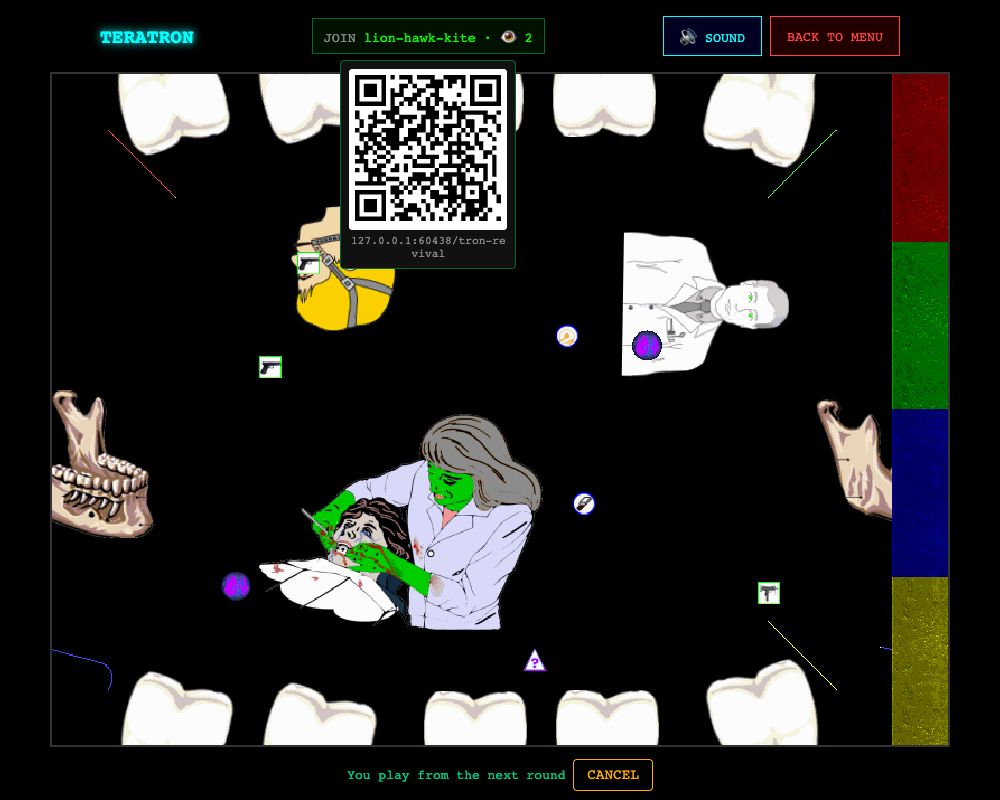 TERATRON
JOIN lion-hawk-kite · 👁 2
🔊 SOUND
BACK TO MENU
127.0.0.1:60438/tron-re
vival
?
You play from the next round
CANCEL